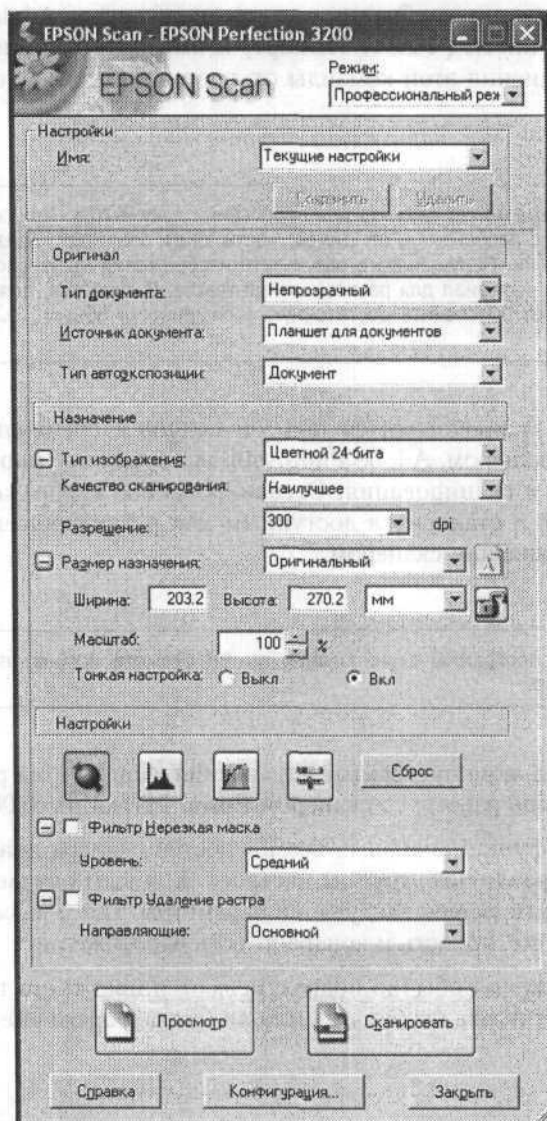 EPSON Scan - EPSON Perfection 3200
EPSON Scan
Режим:
Профессиональный реж
Настройки
Имя:
Текущие настройки
Сохранить
Удалить
Оригинал
Тип документа:
Непрозрачный
Источник документа:
Планшет для документов
Тип автоэкспозиции:
Документ
Назначение
Тип изображения:
Цветной 24-бита
Качество сканирования:
Наилучшее
Разрешение:
300
dpi
Размер назначения:
Оригинальный
Ширина:
203.2
Высота:
270.2
мм
Масштаб:
100
%
Тонкая настройка:
Выкл
Вкл
Настройки
Сброс
Фильтр Нерезкая маска
Уровень:
Средний
Фильтр Удаление растра
Направляющие:
Основной
Просмотр
Сканировать
Справка
Конфигурация...
Закрыть